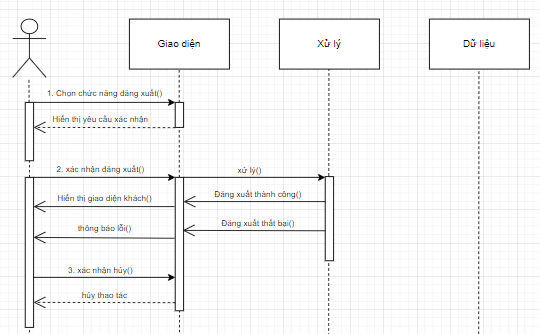 Giao diện
Xử lý
Dữ liệu
1. Chọn chức năng đăng xuất()
Hiển thị yêu cầu xác nhận
2. xác nhận đăng xuất()
xử lý()
Hiển thị giao diện khách()
Đăng xuất thành công()
thông báo lỗi()
Đăng xuất thất bại()
3. xác nhận hủy()
hủy thao tác